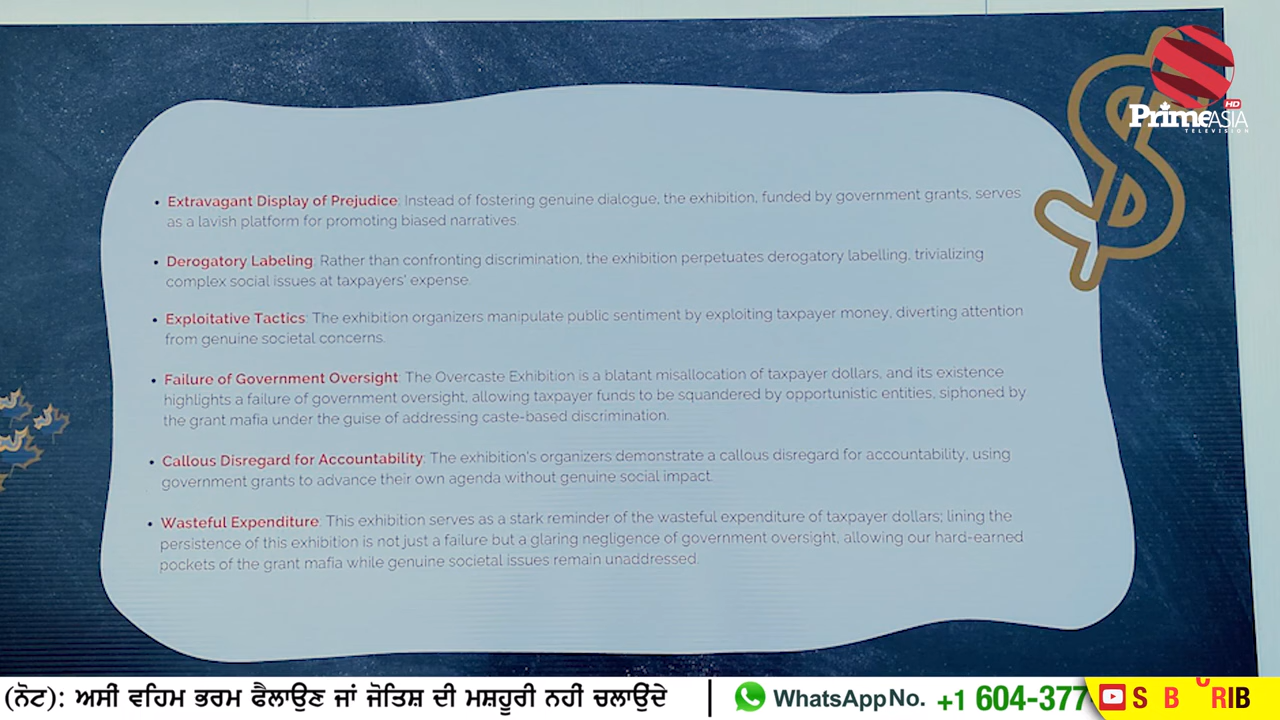 HD
PrimeASIA
TELEVISION
• Extravagant Display of Prejudice: Instead of fostering genuine dialogue, the exhibition, funded by government grants, serves
as a lavish platform for promoting biased narratives.
• Derogatory Labeling: Rather than confronting discrimination, the exhibition perpetuates derogatory labelling, trivializing
complex social issues at taxpayers' expense.
• Exploitative Tactics: The exhibition organizers manipulate public sentiment by exploiting taxpayer money, diverting attention
from genuine societal concerns.
• Failure of Government Oversight: The Overcaste Exhibition is a blatant misallocation of taxpayer dollars, and its existence
highlights a failure of government oversight, allowing taxpayer funds to be squandered by opportunistic entities, siphoned by
the grant mafia under the guise of addressing caste-based discrimination.
• Callous Disregard for Accountability: The exhibition's organizers demonstrate a callous disregard for accountability, using
government grants to advance their own agenda without genuine social impact.
• Wasteful Expenditure: This exhibition serves as a stark reminder of the wasteful expenditure of taxpayer dollars; lining the
persistence of this exhibition is not just a failure but a glaring negligence of government oversight, allowing our hard-earned
pockets of the grant mafia while genuine societal issues remain unaddressed.
(ਨੋਟ): ਅਸੀ ਵਹਿਮ ਭਰਮ ਫੈਲਾਉਣ ਜਾਂ ਜੋਤਿਸ਼ ਦੀ ਮਸ਼ਹੂਰੀ ਨਹੀ ਚਲਾਉਂਦੇ | WhatsApp No. +1 604-377